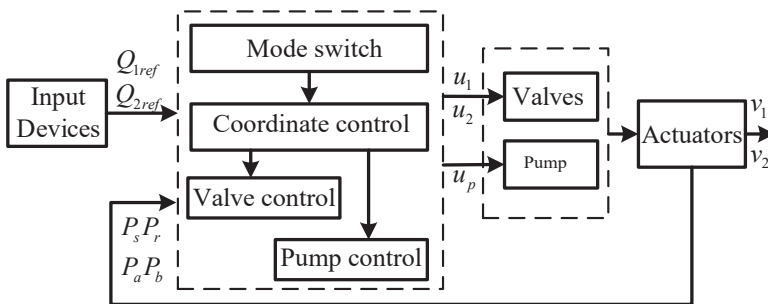 Mode switch
Q1ref
Q2ref
Input
Devices
Coordinate control
u1
u2
Valves
Actuators
v1
v2
Pump
up
Valve control
PsPr
PaPb
Pump control